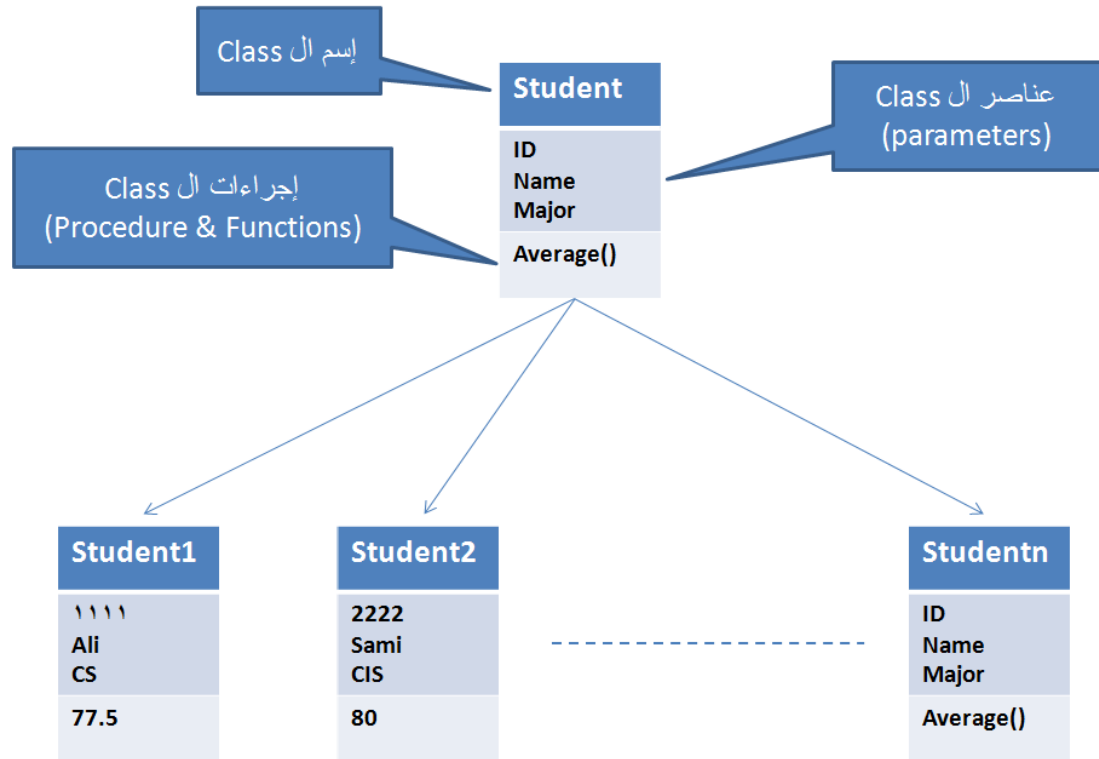 إسم ال Class
Student
عناصر ال Class
(parameters)
ID
Name
Major
إجراءات ال Class
(Procedure & Functions)
Average()
Student1
١١١١
Ali
CS
77.5
Student2
2222
Sami
CIS
80
Studentn
ID
Name
Major
Average()